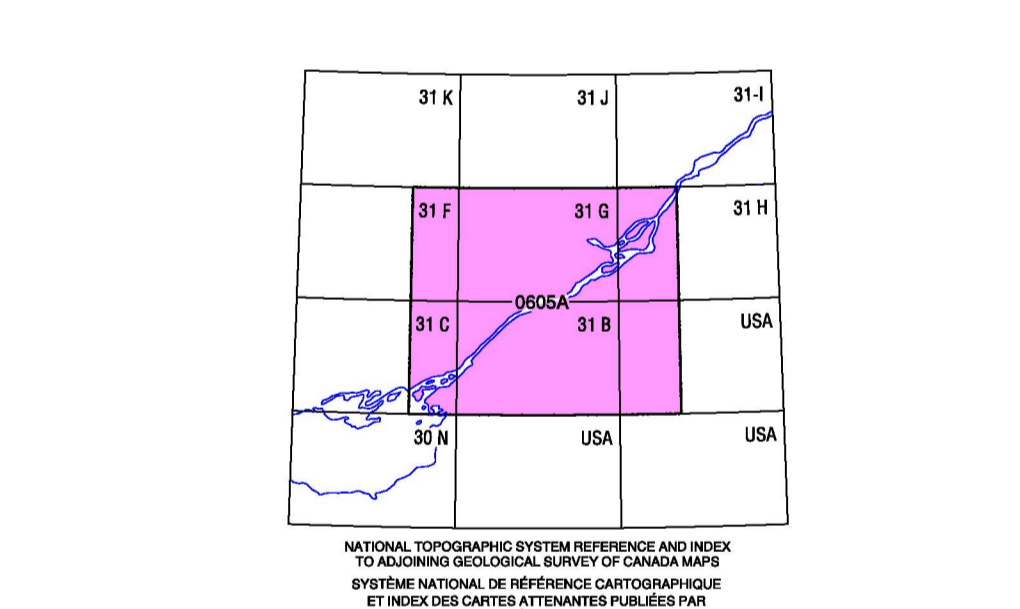 31 K
31 J
31-I
31 F
31 G
31 H
0605A
31 C
31 B
USA
30 N
USA
USA
NATIONAL TOPOGRAPHIC SYSTEM REFERENCE AND INDEX
TO ADJOINING GEOLOGICAL SURVEY OF CANADA MAPS
SYSTÈME NATIONAL DE RÉFÉRENCE CARTOGRAPHIQUE
ET INDEX DES CARTES ATTENANTES PUBLIÉES PAR